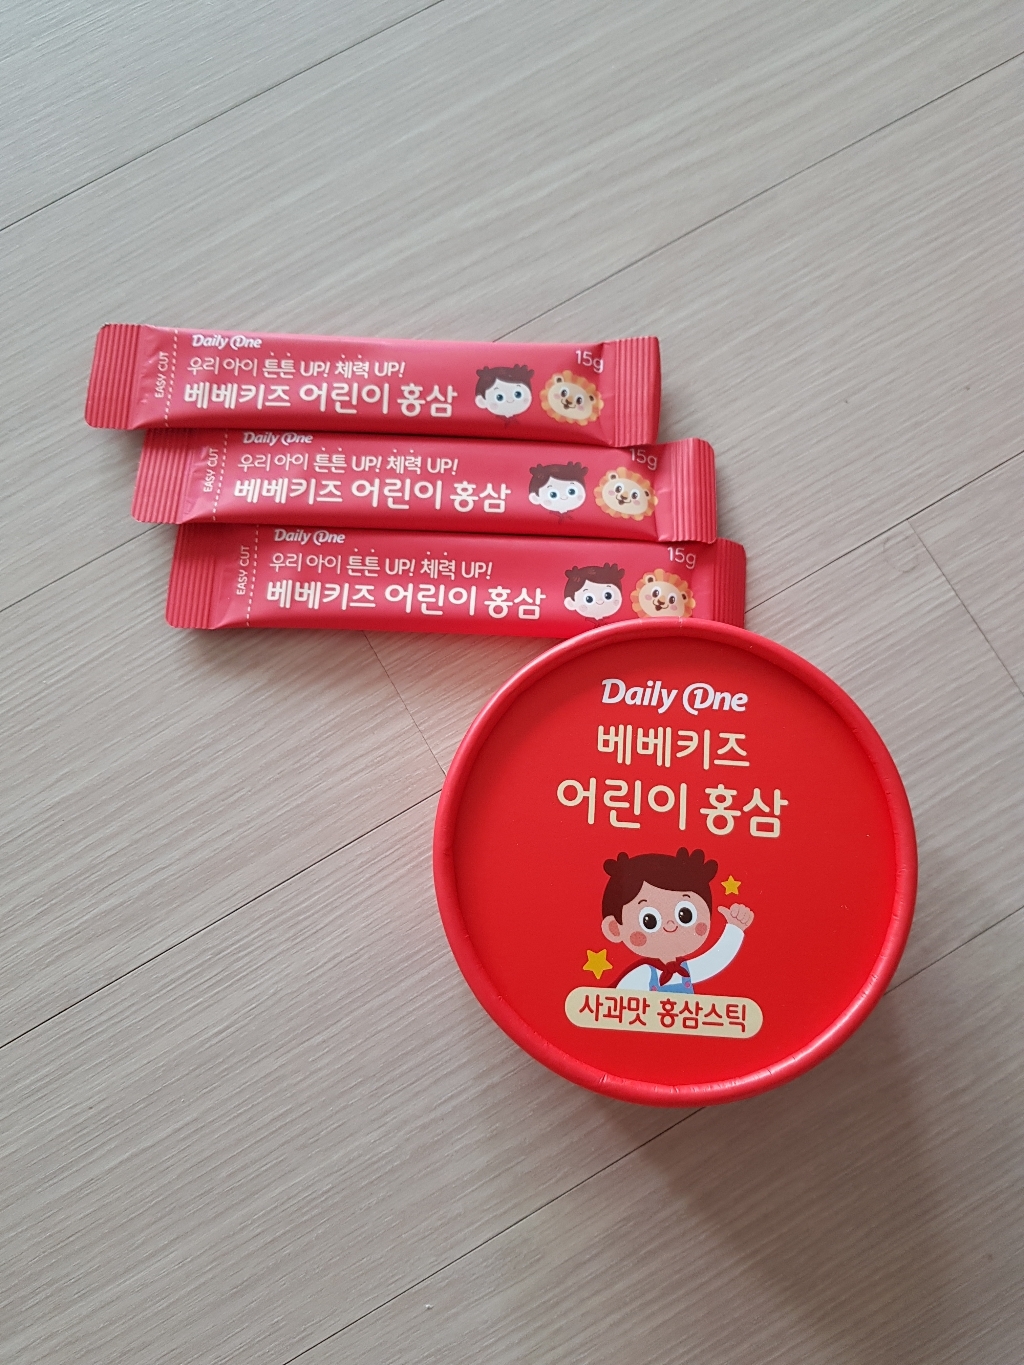 Daily One
15g
EASY CUT
우리 아이 튼튼 UP! 체력 UP!
베베키즈 어린이 홍삼
Daily One
15g
EASY CUT
우리 아이 튼튼 UP! 체력 UP!
베베키즈 어린이 홍삼
Daily One
15g
EASY CUT
우리 아이 튼튼 UP! 체력 UP!
베베키즈 어린이 홍삼
Daily One
베베키즈
어린이 홍삼
사과맛 홍삼스틱